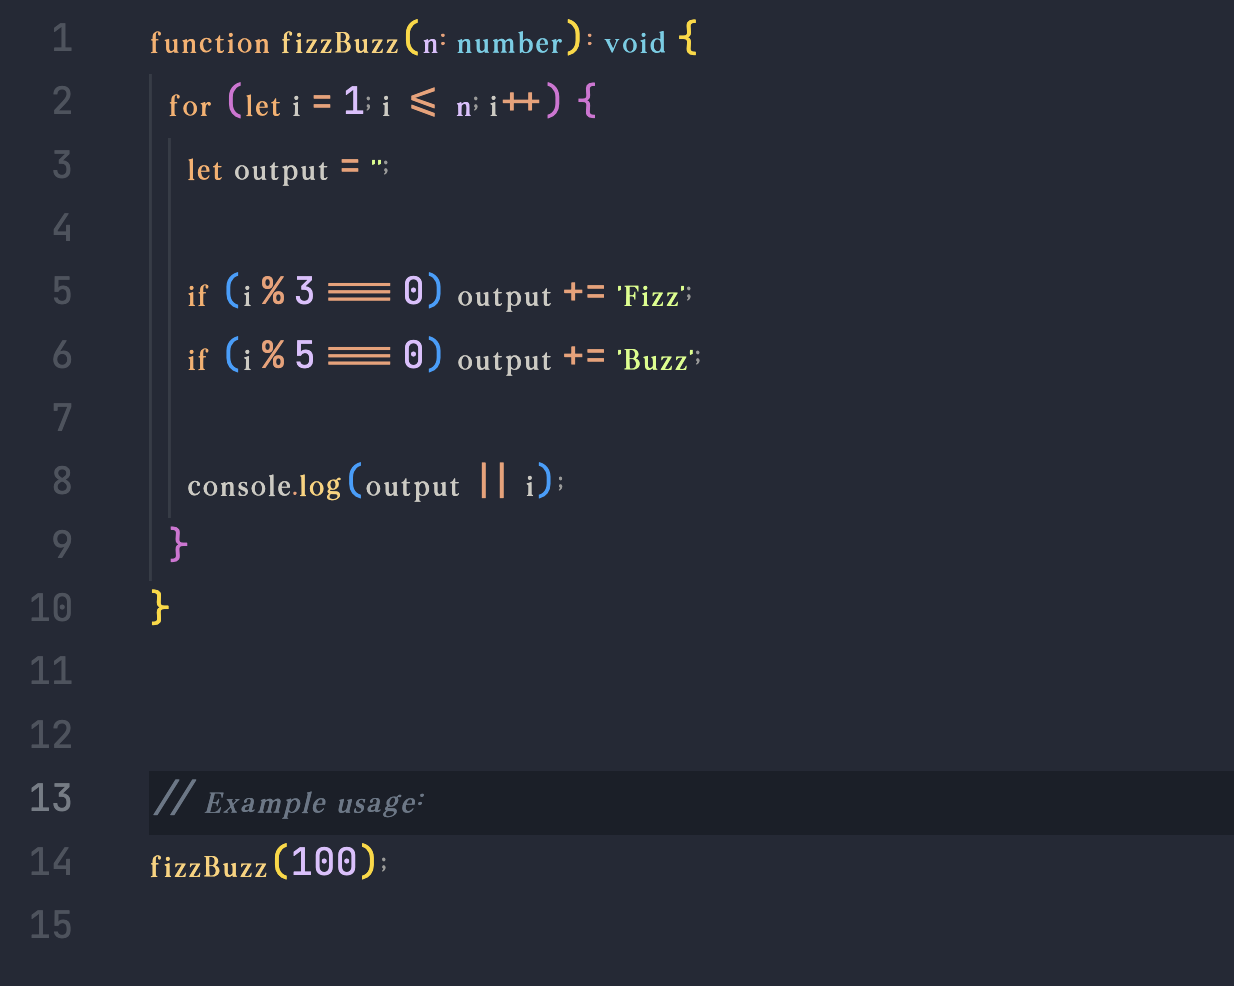 1 function fizzBuzz(n: number): void {
2 for (let i = 1; i <= n; i++) {
3 let output = '';
4
5 if (i % 3 === 0) output += 'Fizz';
6 if (i % 5 === 0) output += 'Buzz';
7
8 console.log(output || i);
9 }
10 }
11
12
13 // Example usage:
14 fizzBuzz(100);
15